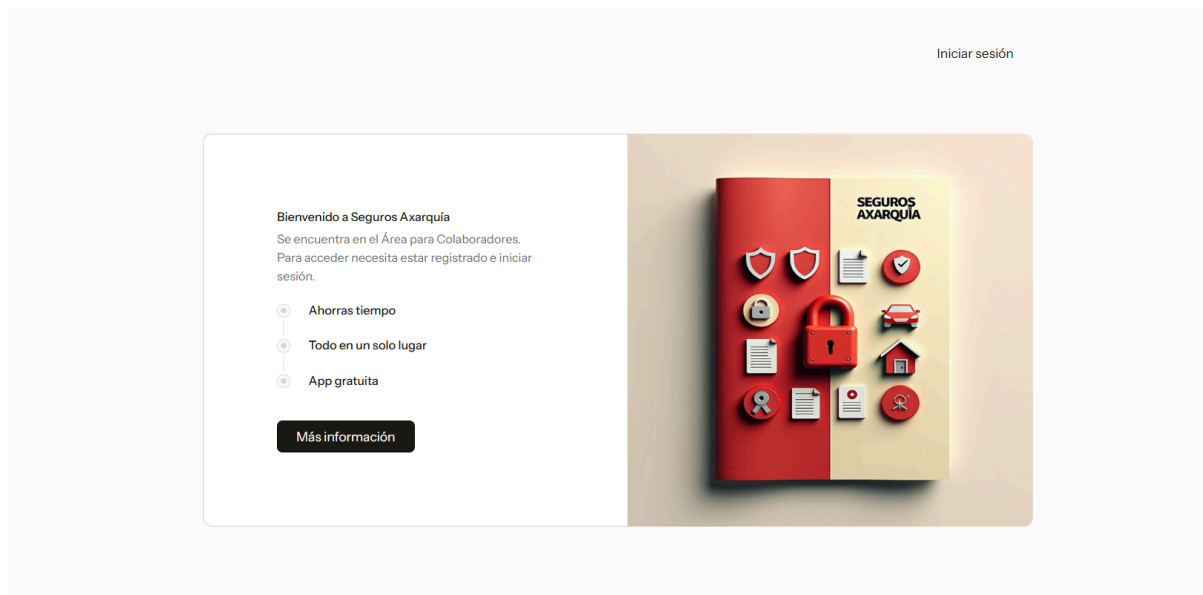 Iniciar sesión
Bienvenido a Seguros Axarquía
Se encuentra en el Área para Colaboradores.
Para acceder necesita estar registrado e iniciar
sesión.
Ahorras tiempo
Todo en un solo lugar
App gratuita
Más información
SEGUROS
AXARQUÍA